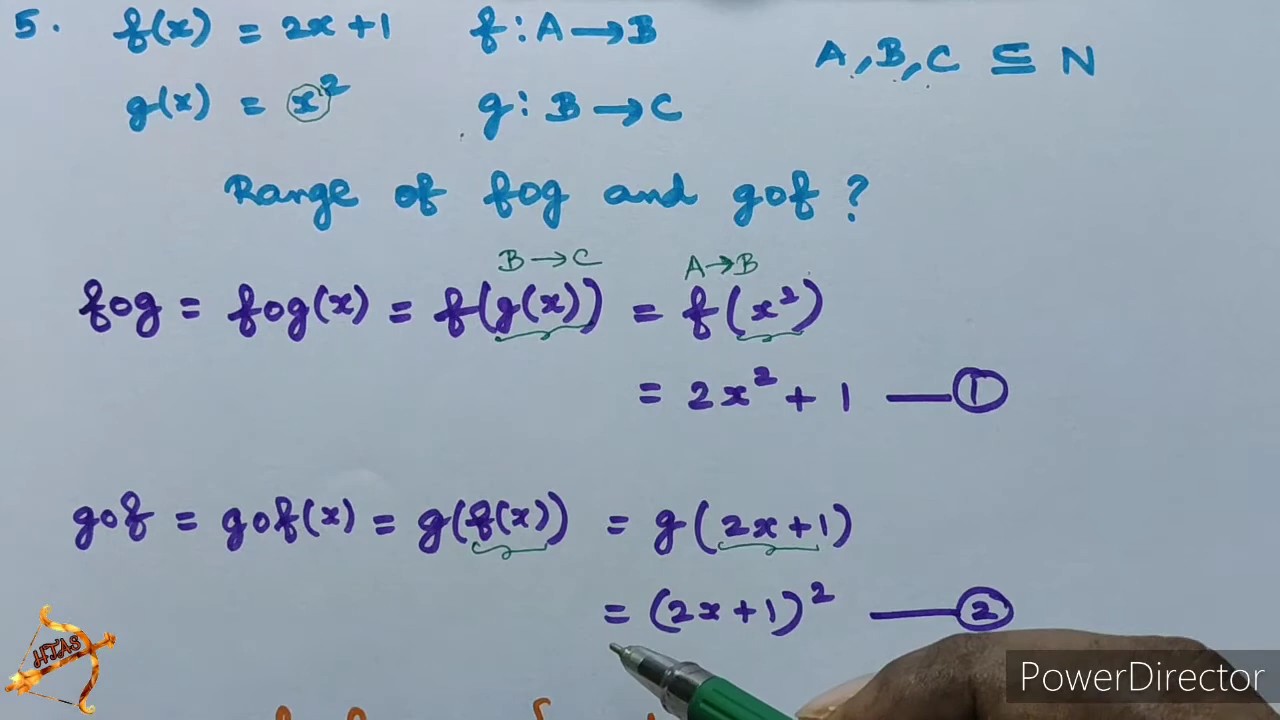 5. f(x) = 2x+1 f : A → B A, B, C ⊆ N
g(x) = x² g : B → C
Range of fog and gof ?
B → C A → B
fog = fog(x) = f(g(x)) = f(x²)
= 2x² + 1 — ①
gof = gof(x) = g(f(x)) = g(2x+1)
= (2x+1)² — ②
HTAS
PowerDirector